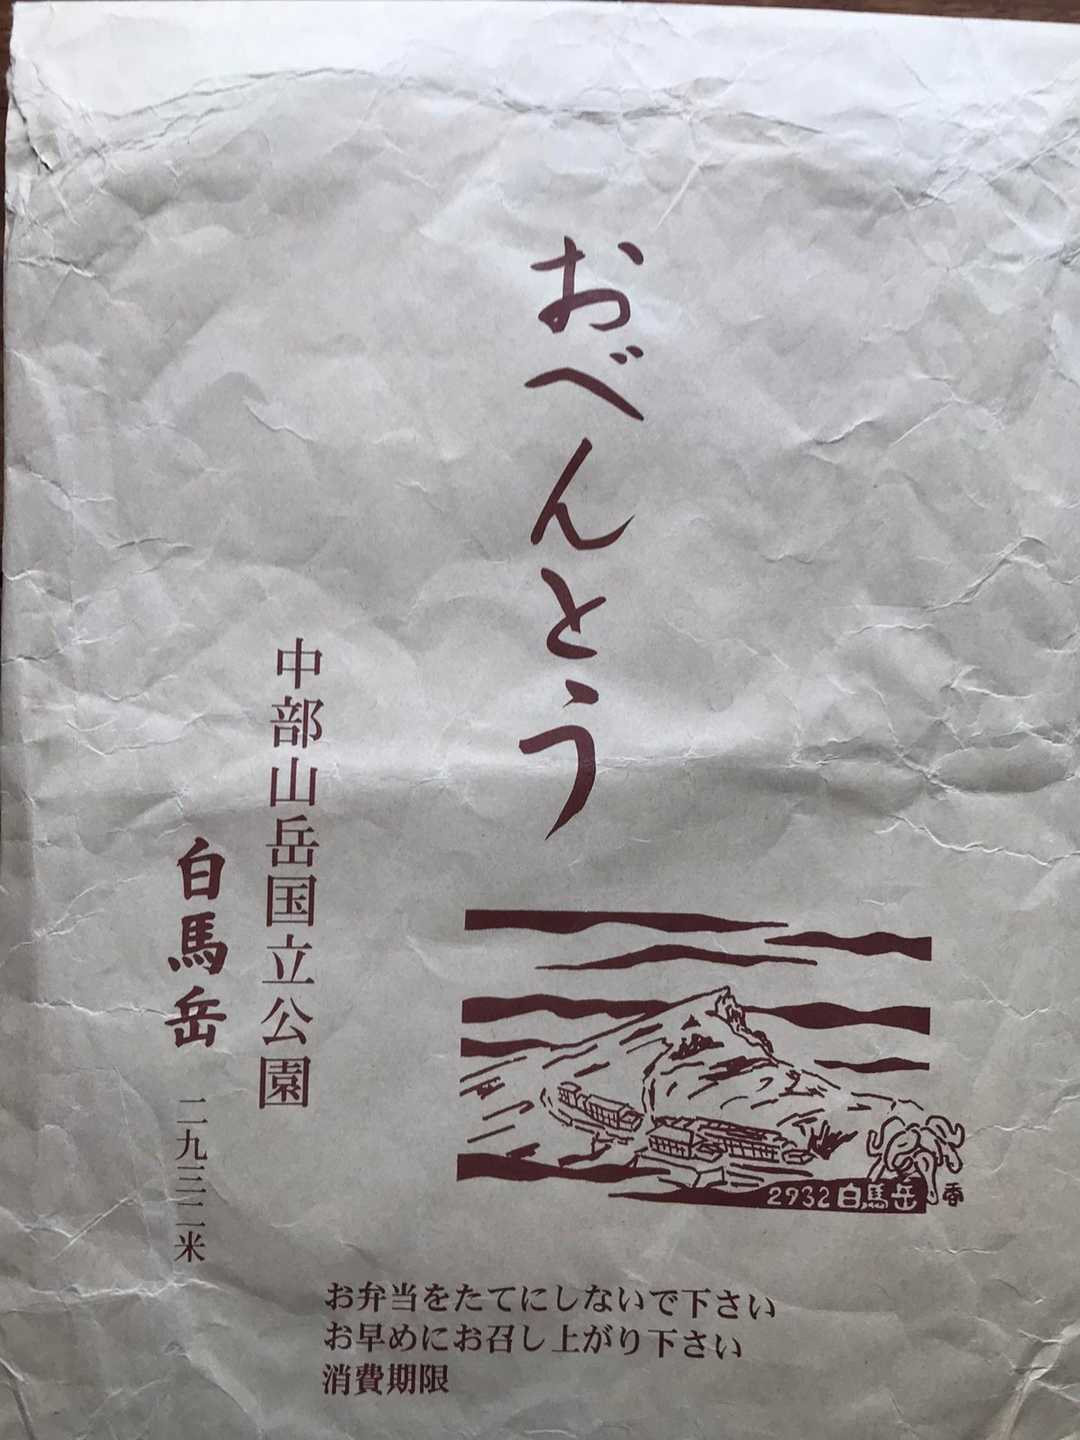 おべんとう
中部山岳国立公園
白馬岳 二九三二米
2932 白馬岳
香
お弁当をたてにしないで下さい
お早めにお召し上がり下さい
消費期限